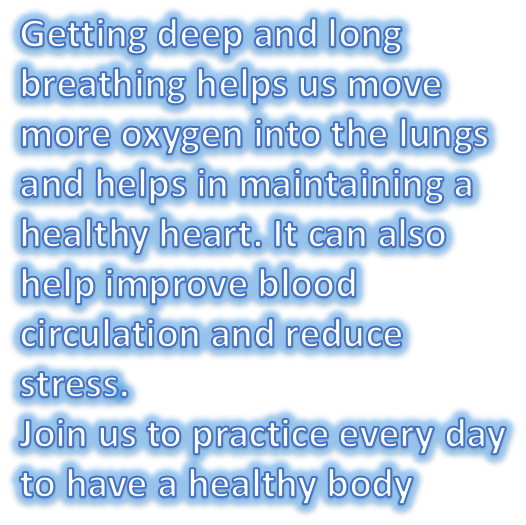 Getting deep and long
breathing helps us move
more oxygen into the lungs
and helps in maintaining a
healthy heart. It can also
help improve blood
circulation and reduce
stress.
Join us to practice every day
to have a healthy body